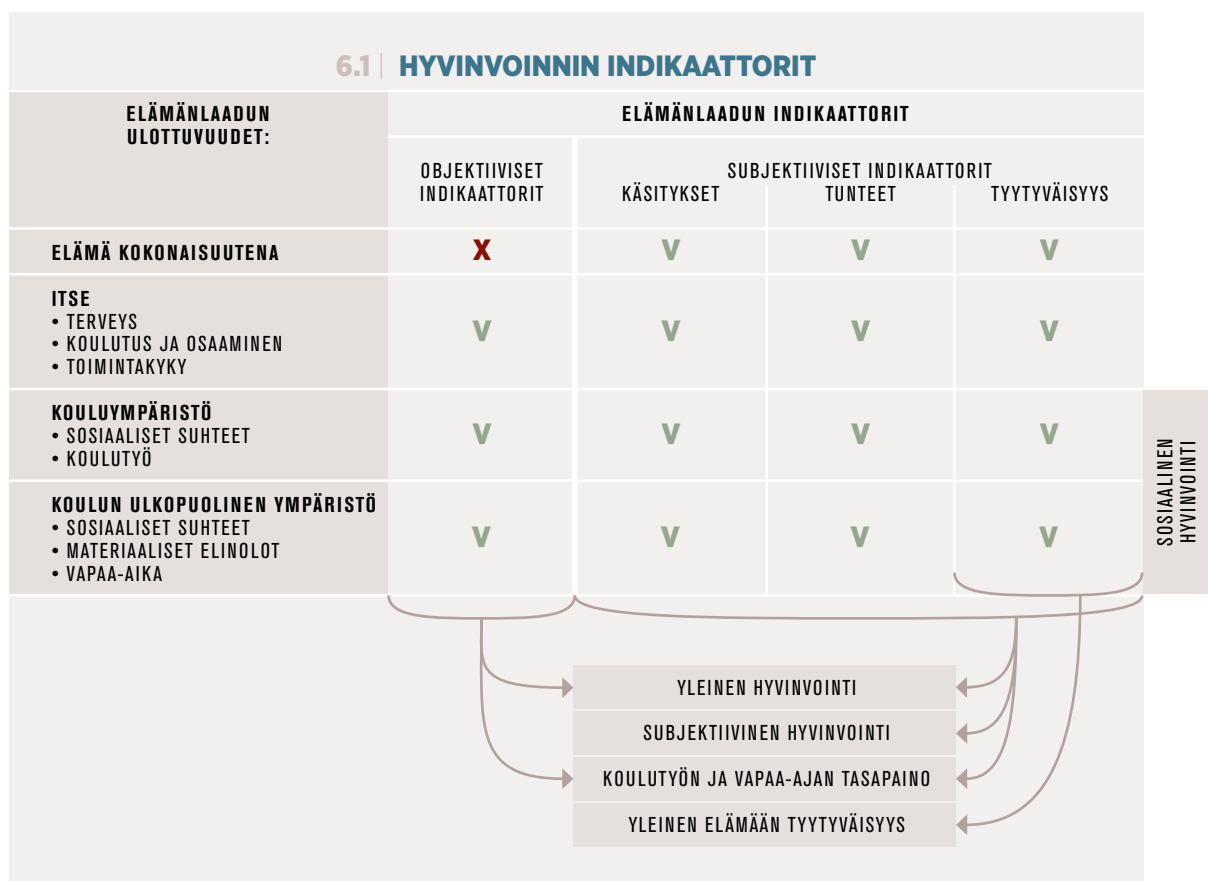 6.1 | HYVINVOINNIN INDIKAATTORIT
ELÄMÄNLAADUN
ULOTTUVUUDET:
ELÄMÄNLAADUN INDIKAATTORIT
OBJEKTIIVISET
INDIKAATTORIT
SUBJEKTIIVISET INDIKAATTORIT
KÄSITYKSET TUNTEET TYYTYVÄISYYS
ELÄMÄ KOKONAISUUTENA X V V V
ITSE
• TERVEYS
• KOULUTUS JA OSAAMINEN
• TOIMINTAKYKY
V V V V
KOULUYMPÄRISTÖ
• SOSIAALISET SUHTEET
• KOULUTYÖ
V V V V
KOULUN ULKOPUOLINEN YMPÄRISTÖ
• SOSIAALISET SUHTEET
• MATERIAALISET ELINOLOT
• VAPAA-AIKA
V V V V
SOSIAALINEN
HYVINVOINTI
YLEINEN HYVINVOINTI
SUBJEKTIIVINEN HYVINVOINTI
KOULUTYÖN JA VAPAA-AJAN TASAPAINO
YLEINEN ELÄMÄÄN TYYTYVÄISYYS